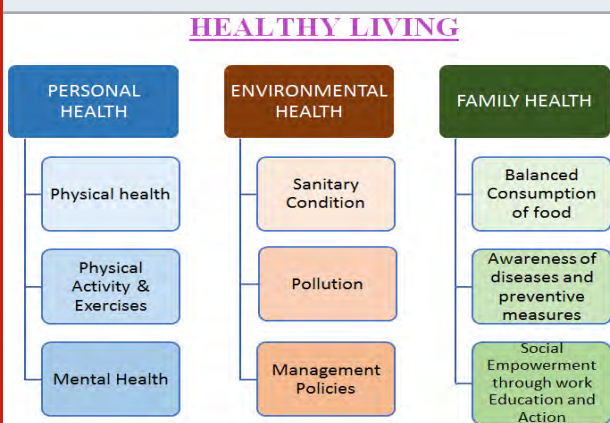 HEALTHY LIVING
PERSONAL
HEALTH
Physical health
Physical
Activity &
Exercises
Mental Health
ENVIRONMENTAL
HEALTH
Sanitary
Condition
Pollution
Management
Policies
FAMILY HEALTH
Balanced
Consumption
of food
Awareness of
diseases and
preventive
measures
Social
Empowerment
through work
Education and
Action